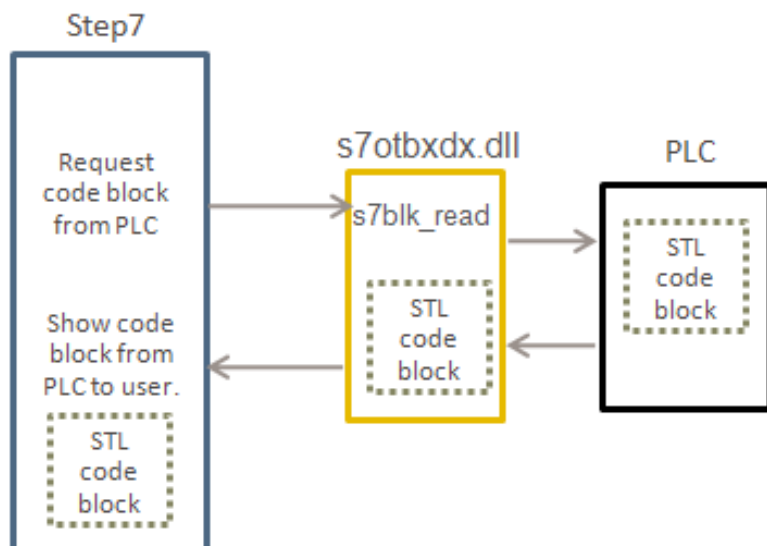 Step7
Request
code block
from PLC
Show code
block from
PLC to user.
STL
code
block
s7otbxdx.dll
s7blk_read
STL
code
block
PLC
STL
code
block